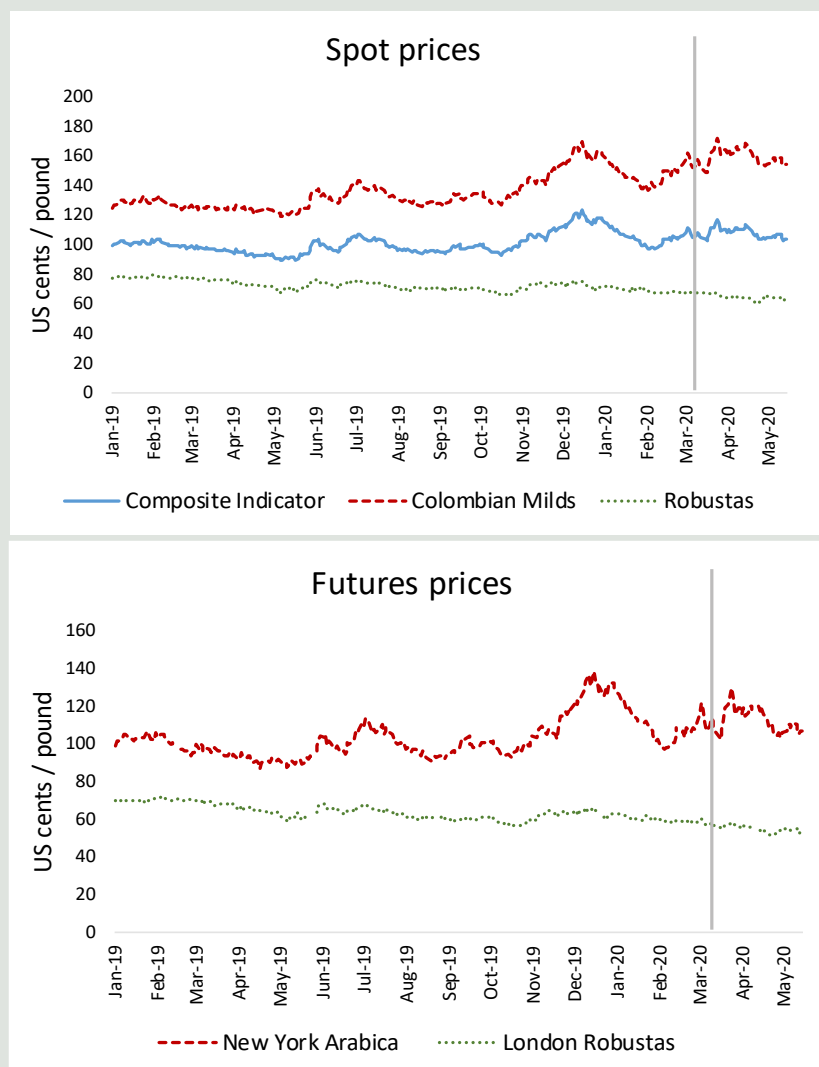 Spot prices
US cents / pound
200
180
160
140
120
100
80
60
40
20
0
Jan-19
Feb-19
Mar-19
Apr-19
May-19
Jun-19
Jul-19
Aug-19
Sep-19
Oct-19
Nov-19
Dec-19
Jan-20
Feb-20
Mar-20
Apr-20
May-20
Composite Indicator
Colombian Milds
Robustas
Futures prices
US cents / pound
160
140
120
100
80
60
40
20
0
Jan-19
Feb-19
Mar-19
Apr-19
May-19
Jun-19
Jul-19
Aug-19
Sep-19
Oct-19
Nov-19
Dec-19
Jan-20
Feb-20
Mar-20
Apr-20
May-20
New York Arabica
London Robustas